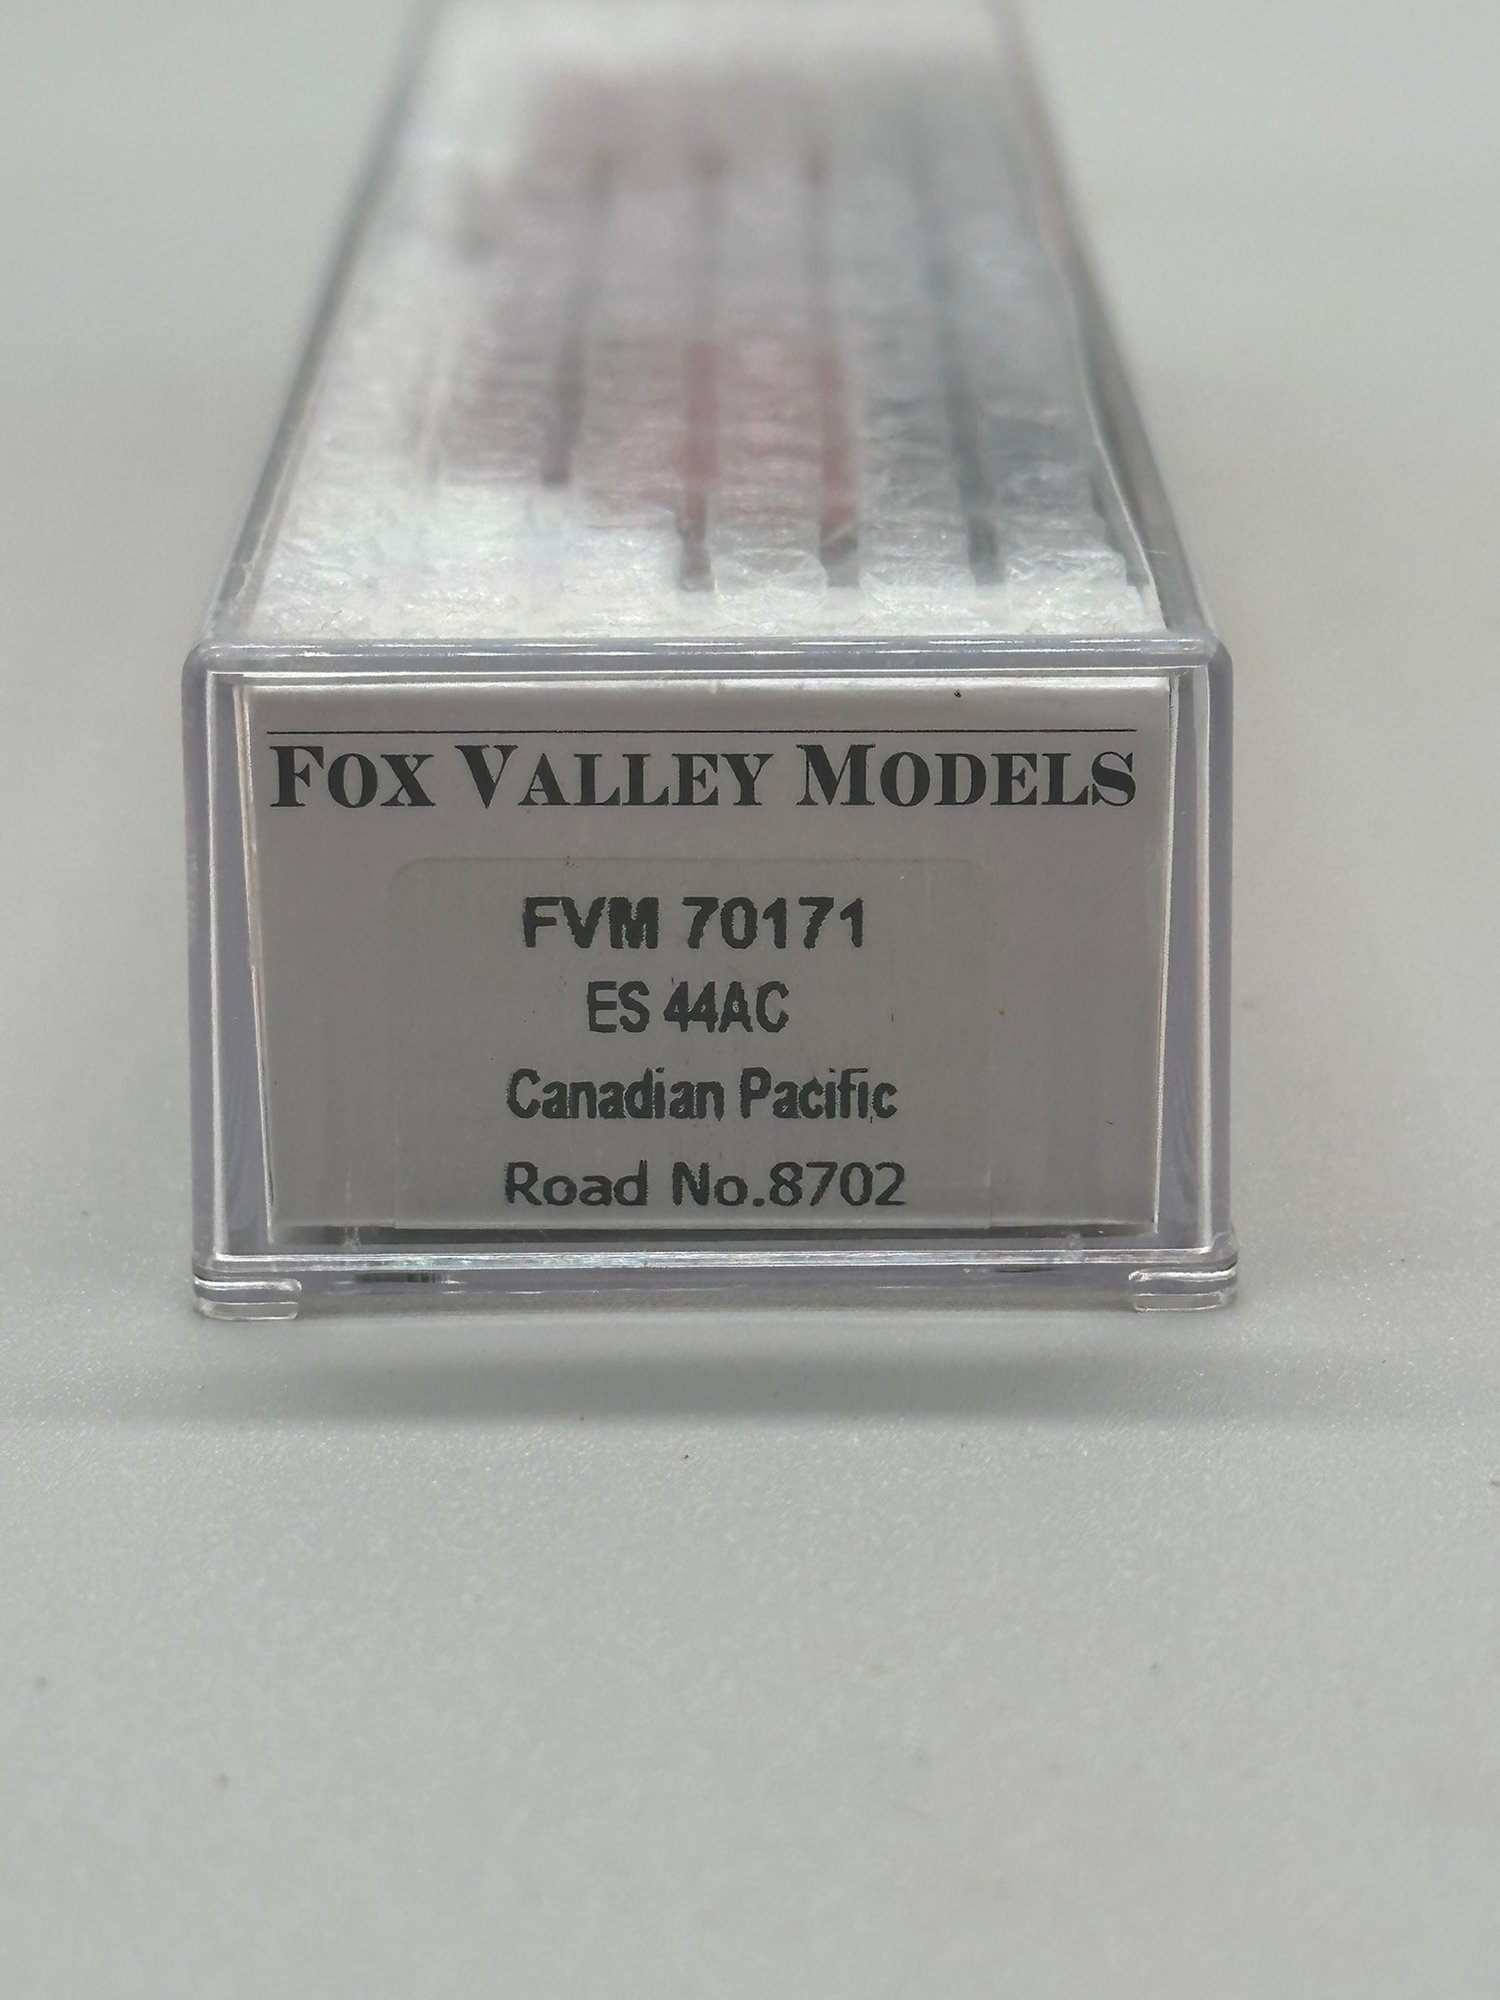 FOX VALLEY MODELS
FVM 70171
ES 44AC
Canadian Pacific
Road No.8702